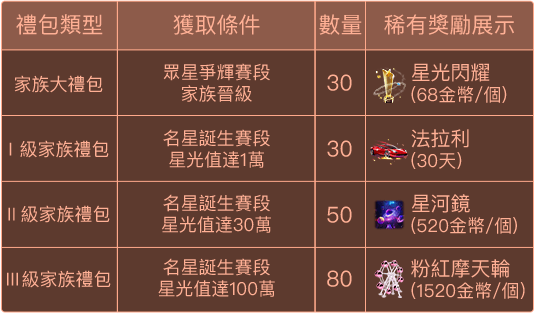 禮包類型 獲取條件 數量 稀有獎勵展示
家族大禮包 眾星爭輝賽段 30 星光閃耀
家族晉級 (68金幣/個)
Ⅰ級家族禮包 名星誕生賽段 30 法拉利
星光值達1萬 (30天)
Ⅱ級家族禮包 名星誕生賽段 50 星河鏡
星光值達30萬 (520金幣/個)
Ⅲ級家族禮包 名星誕生賽段 80 粉紅摩天輪
星光值達100萬 (1520金幣/個)